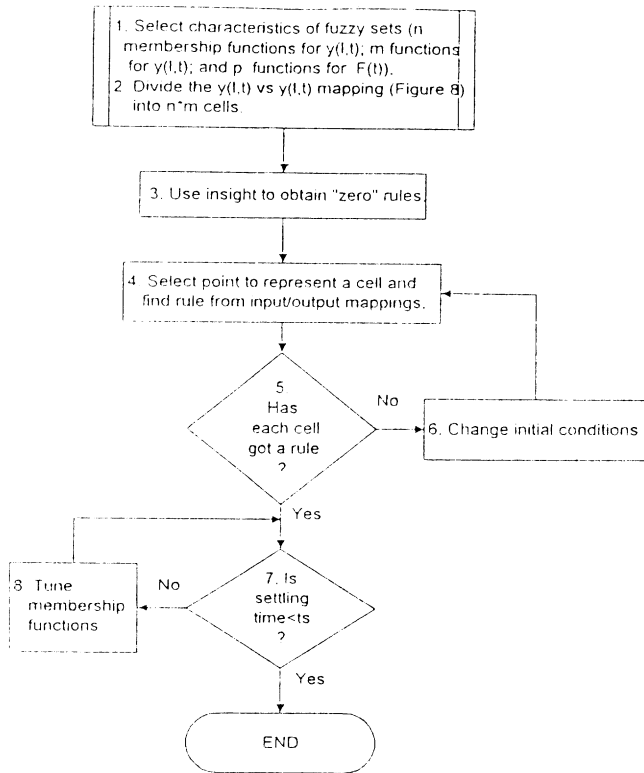 1. Select characteristics of fuzzy sets (n
membership functions for y(l,t); m functions
for y(l,t); and p functions for F(t)).
2 Divide the y(l,t) vs y(l,t) mapping (Figure 8)
into n*m cells.
3. Use insight to obtain "zero" rules.
4 Select point to represent a cell and
find rule from input/output mappings.
5
Has
each cell
got a rule
?
No
6. Change initial conditions
Yes
8 Tune
membership
functions
No
7. Is
settling
time<ts
?
Yes
END